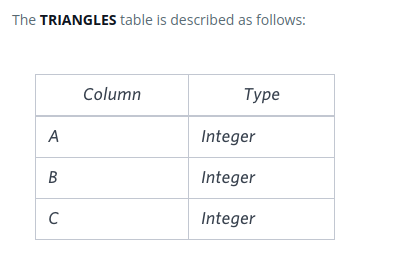 The TRIANGLES table is described as follows:
Column Type
A Integer
B Integer
C Integer